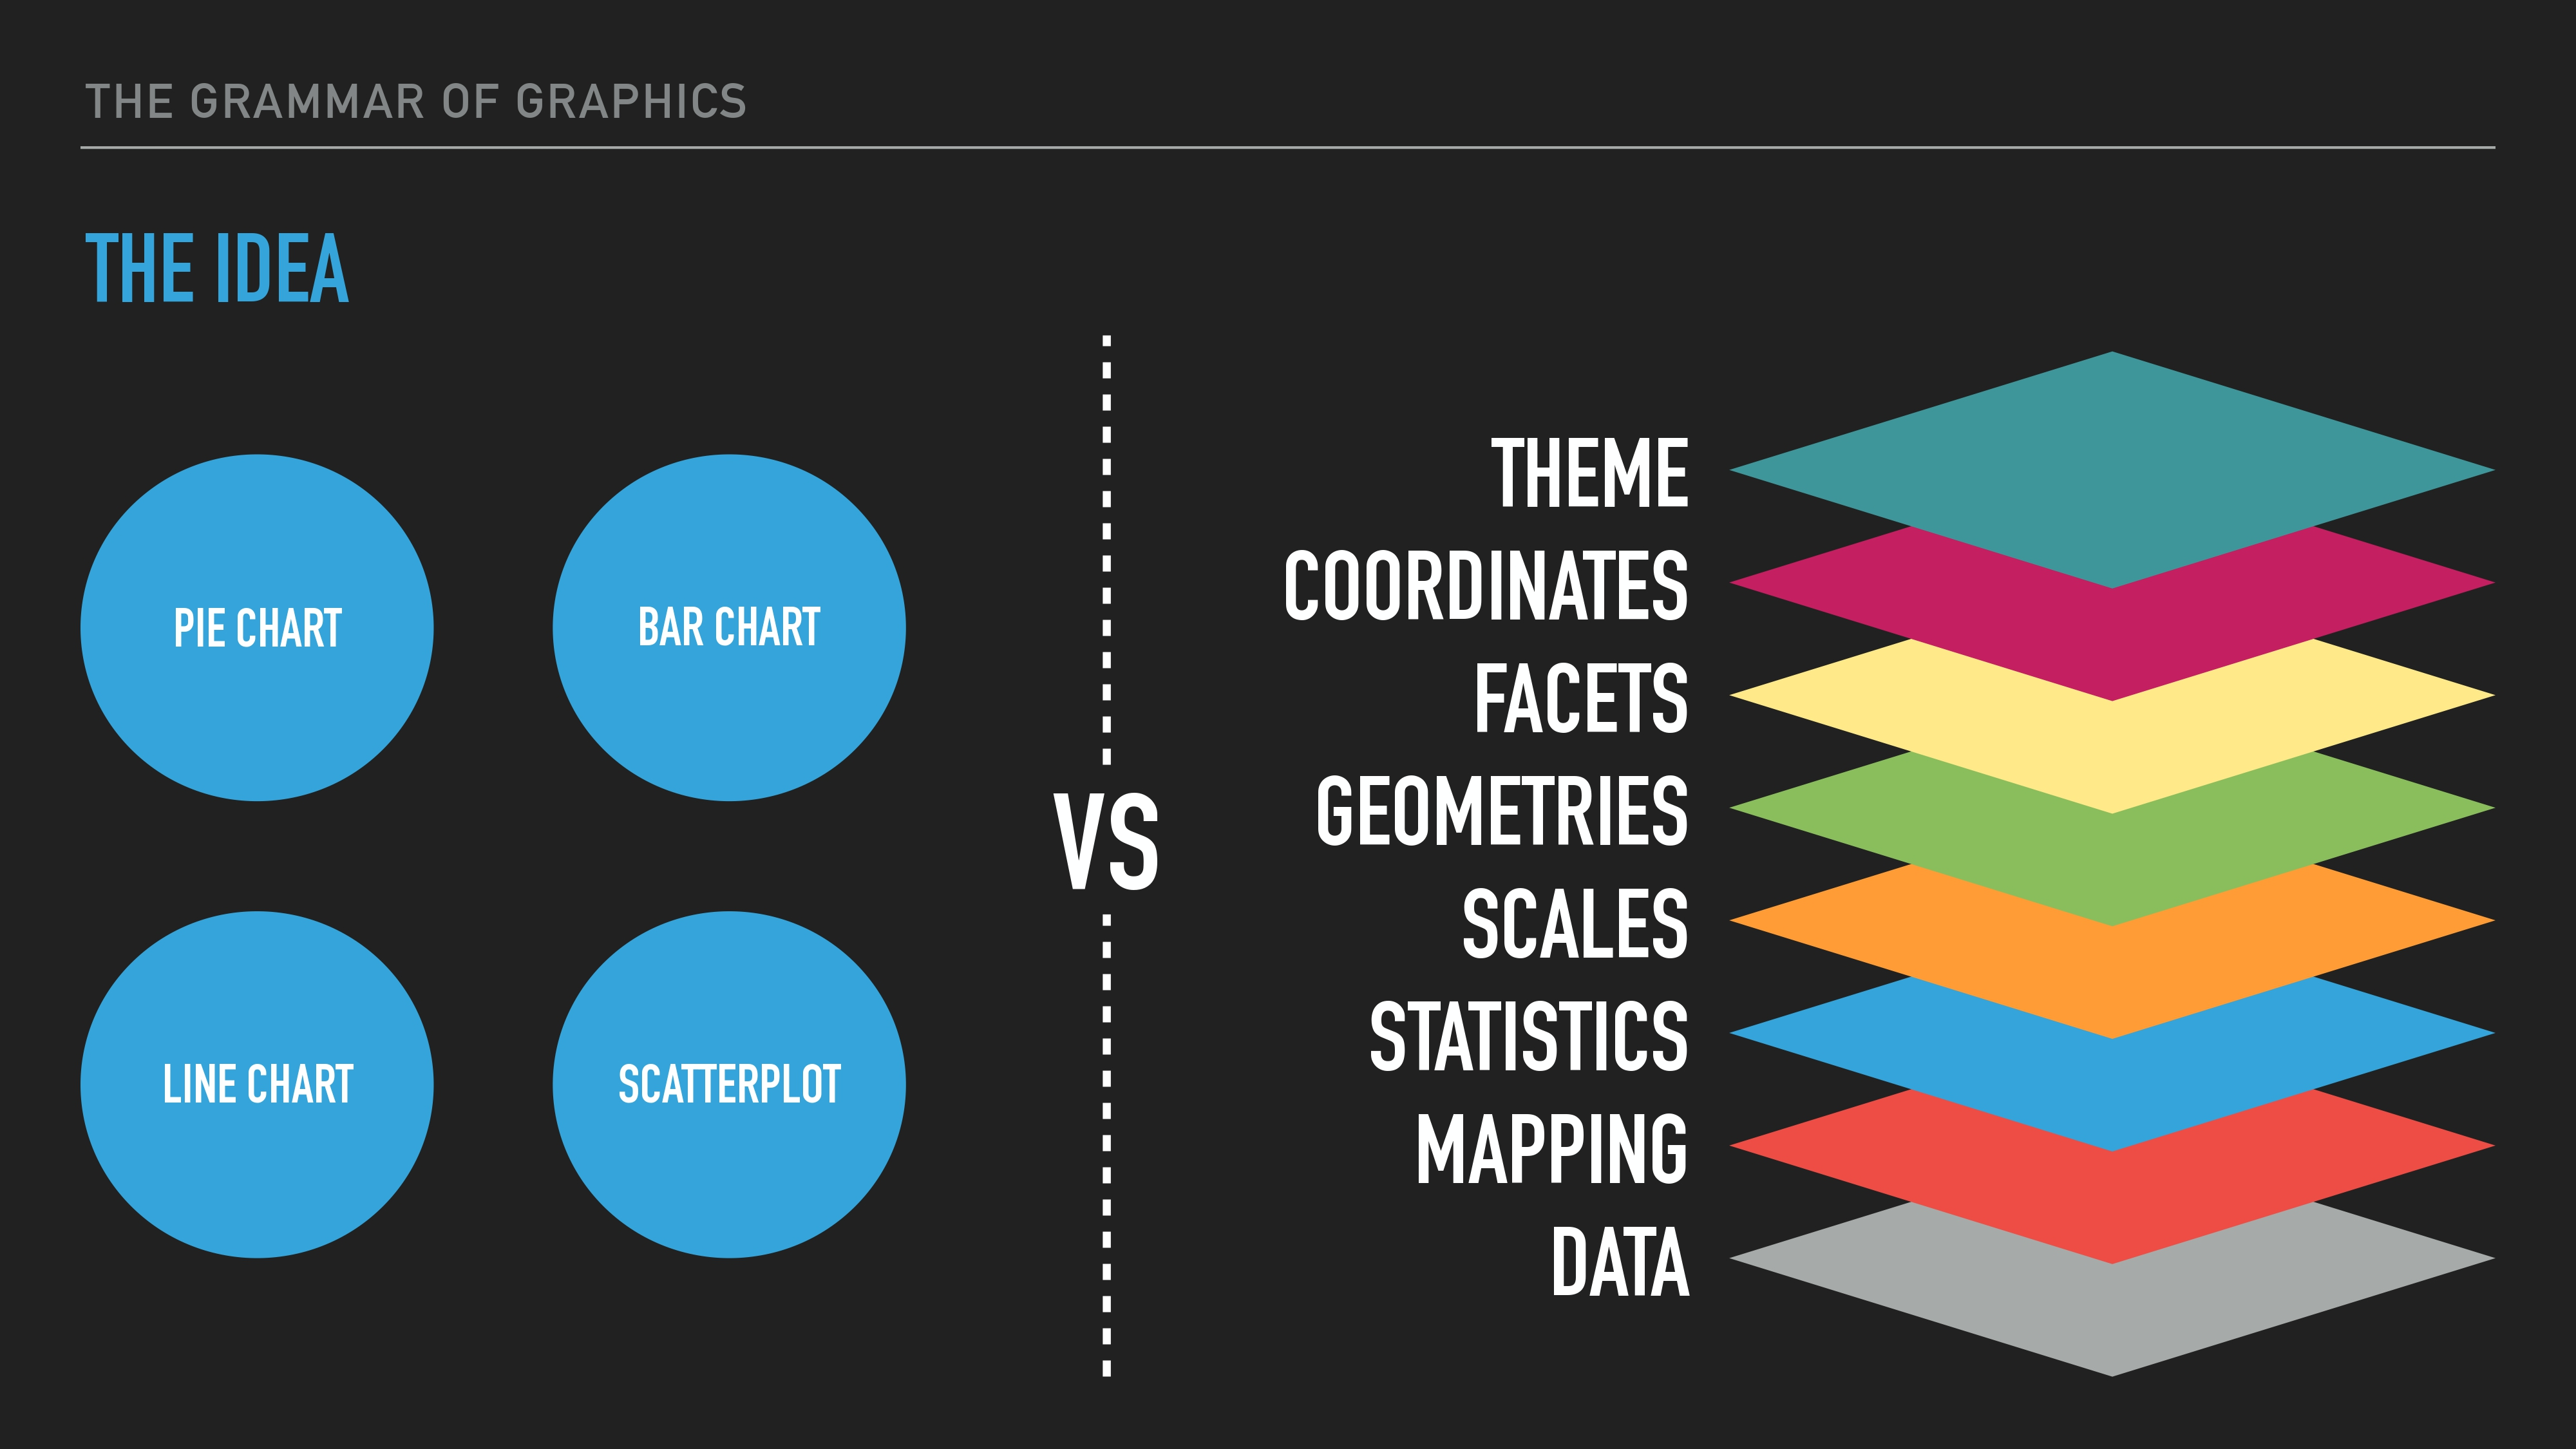 THE GRAMMAR OF GRAPHICS
THE IDEA
PIE CHART
BAR CHART
LINE CHART
SCATTERPLOT
VS
THEME
COORDINATES
FACETS
GEOMETRIES
SCALES
STATISTICS
MAPPING
DATA